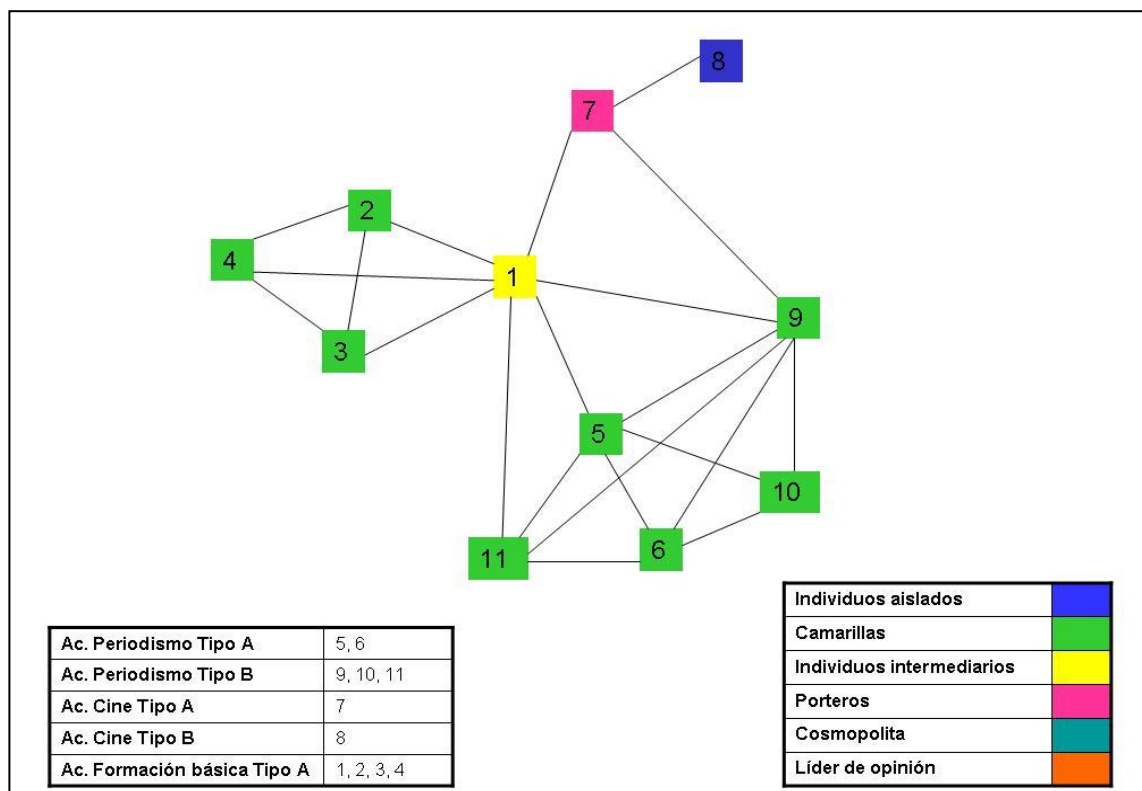 8
7
2
4
1
3
9
5
10
11
6
Individuos aislados
Camarillas
Individuos intermediarios
Porteros
Cosmopolita
Líder de opinión
Ac. Periodismo Tipo A 5, 6
Ac. Periodismo Tipo B 9, 10, 11
Ac. Cine Tipo A 7
Ac. Cine Tipo B 8
Ac. Formación básica Tipo A 1, 2, 3, 4